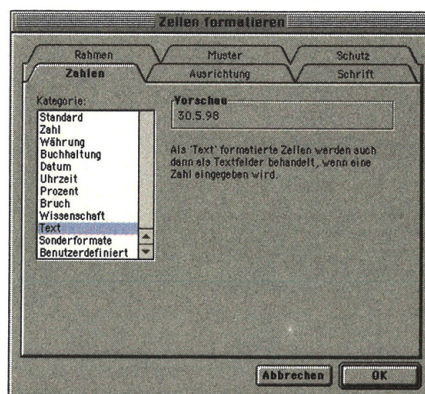 Zellen formatieren
Rahmen Muster Schutz
Zahlen Ausrichtung Schrift
Kategorie:
Standard
Zahl
Währung
Buchhaltung
Datum
Uhrzeit
Prozent
Bruch
Wissenschaft
Text
Sonderformate
Benutzerdefiniert
Vorschau
30.5.98
Als 'Text' formatierte Zellen werden auch
dann als Textfelder behandelt, wenn eine
Zahl eingegeben wird.
Abbrechen OK